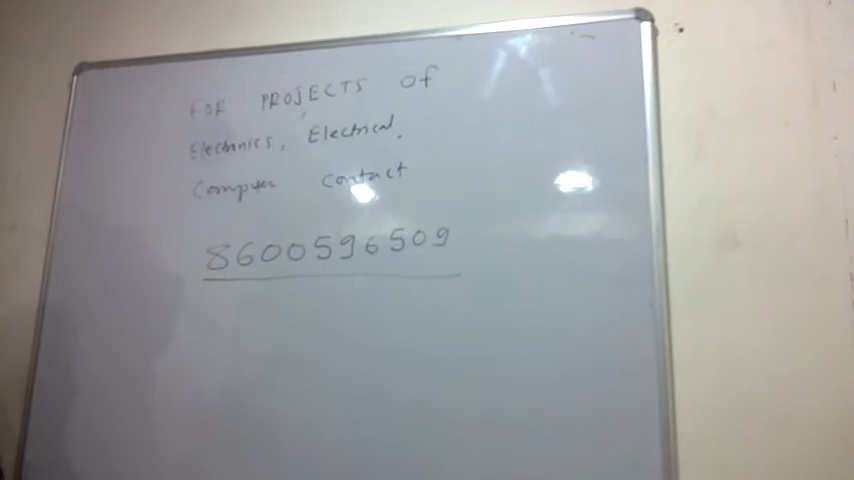 FOR PROJECTS of
Electronics, Electrical,
Computer contact
8600596509